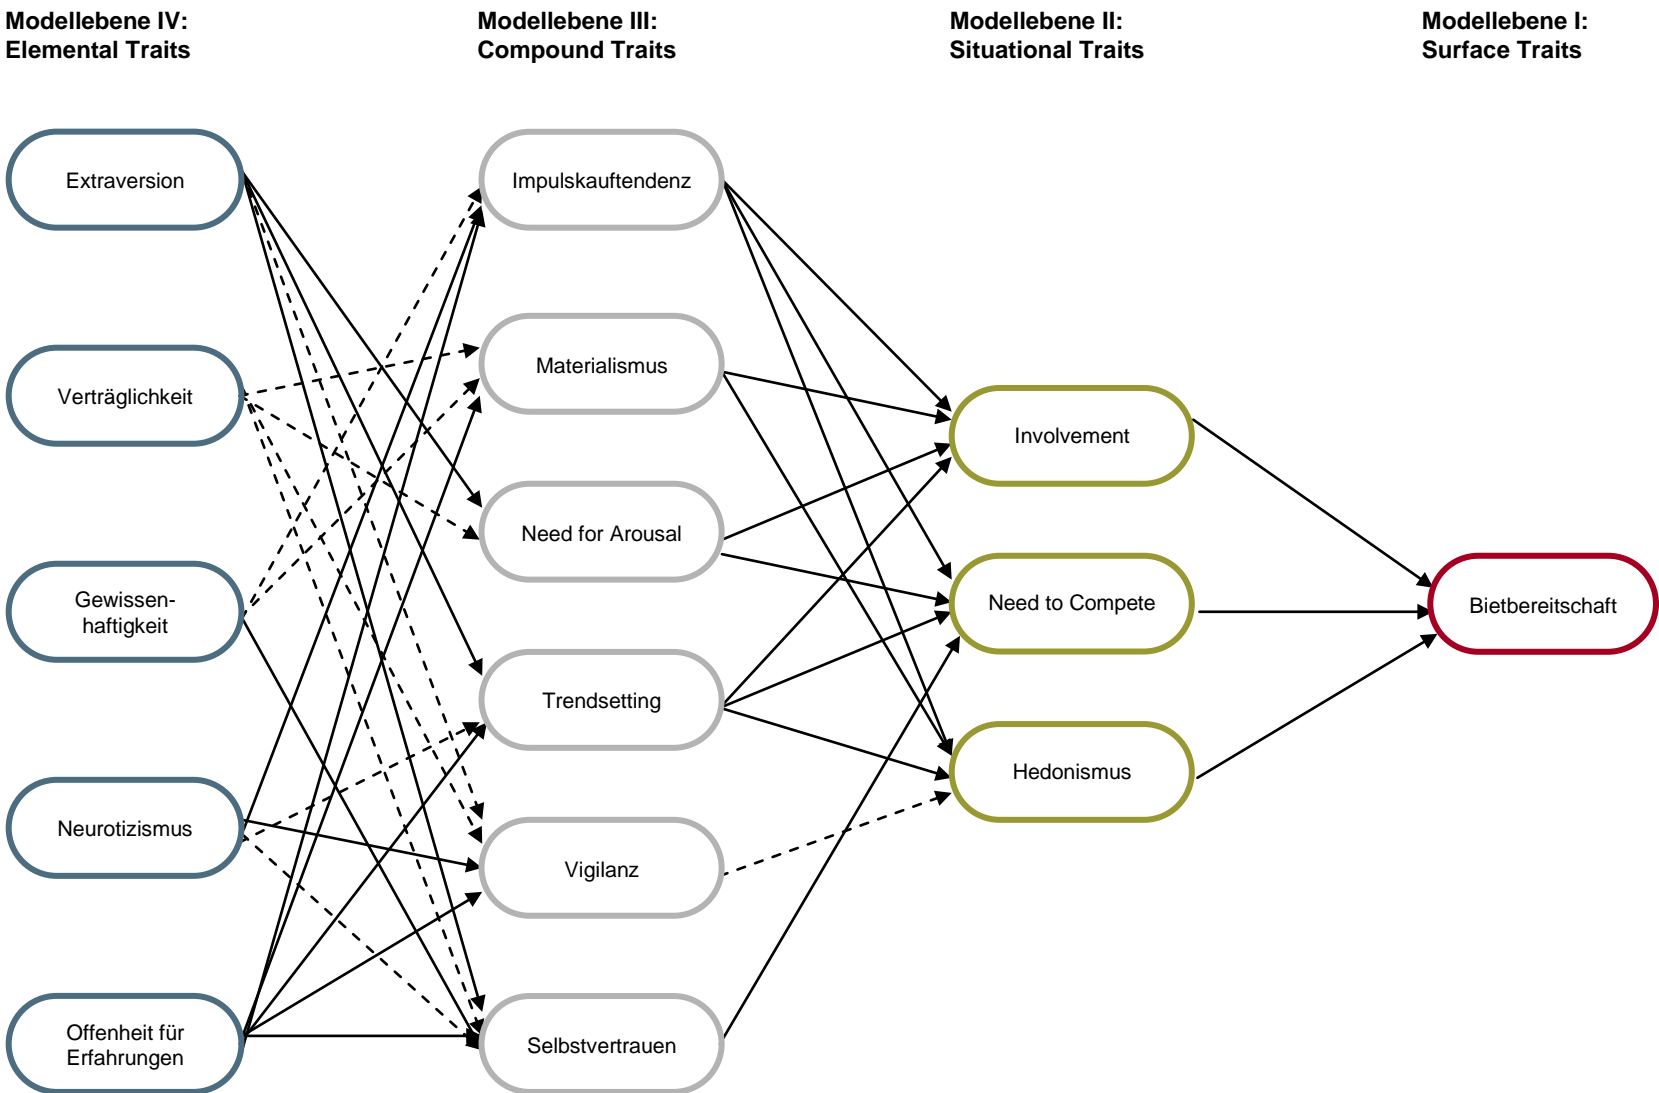 Modellebene IV:
Elemental Traits
Modellebene III:
Compound Traits
Modellebene II:
Situational Traits
Modellebene I:
Surface Traits
Extraversion
Verträglichkeit
Gewissen-
haftigkeit
Neurotizismus
Offenheit für
Erfahrungen
Impulskauftendenz
Materialismus
Need for Arousal
Trendsetting
Vigilanz
Selbstvertrauen
Involvement
Need to Compete
Hedonismus
Bietbereitschaft